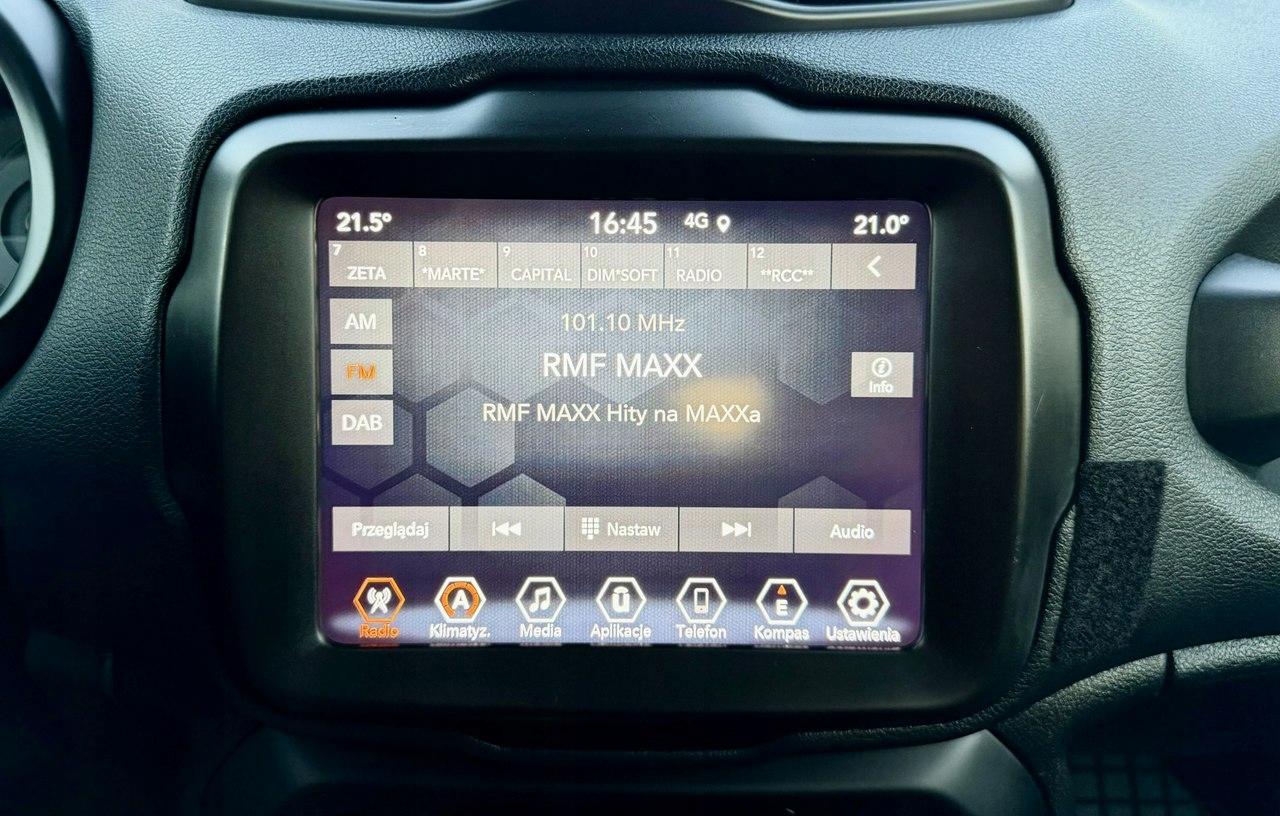 21.5° 16:45 4G 21.0°
7 ZETA 8 *MARTE* 9 CAPITAL 10 DIM*SOFT 11 RADIO 12 **RCC**
AM
101.10 MHz
FM
RMF MAXX
Info
DAB
RMF MAXX Hity na MAXXa
Przeglądaj Nastaw Audio
A E
Radio Klimatyz. Media Aplikacje Telefon Kompas Ustawienia